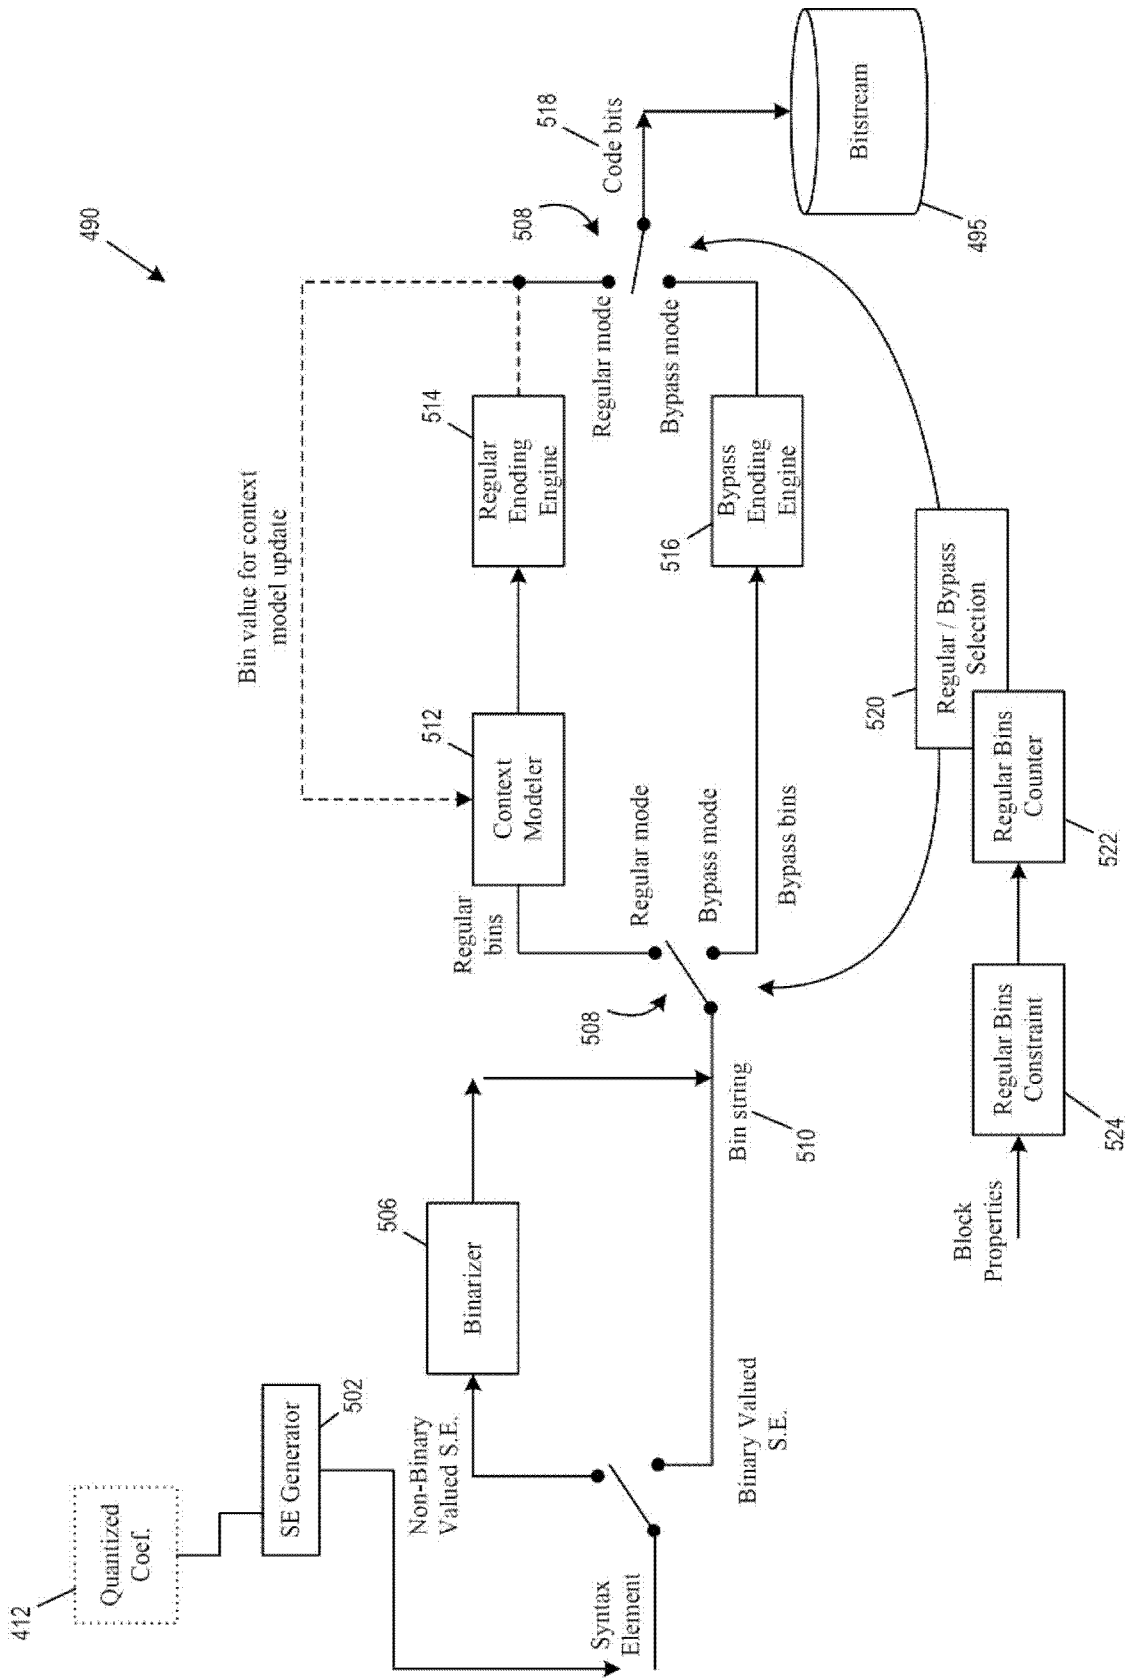 490
412
Quantized
Coef.
SE Generator
502
Syntax
Element
Non-Binary
Valued S.E.
Binary Valued
S.E.
Binarizer
506
Bin string
510
508
Regular
bins
Regular mode
Bypass mode
Bypass bins
Context
Modeler
512
Bin value for context
model update
Regular
Enoding
Engine
514
Bypass
Enoding
Engine
516
Regular mode
Bypass mode
508
Code bits
518
Bitstream
495
Regular / Bypass
Selection
520
Regular Bins
Counter
522
Regular Bins
Constraint
524
Block
Properties